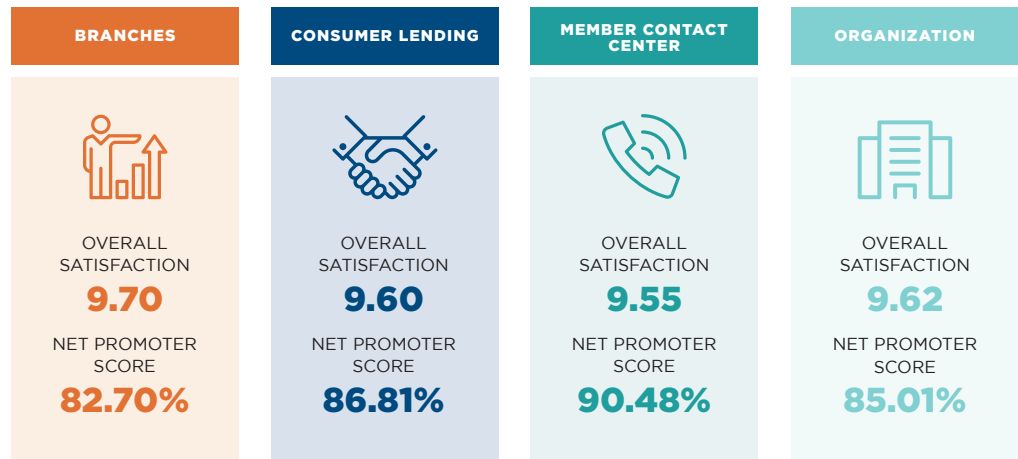 BRANCHES
OVERALL
SATISFACTION
9.70
NET PROMOTER
SCORE
82.70%
CONSUMER LENDING
OVERALL
SATISFACTION
9.60
NET PROMOTER
SCORE
86.81%
MEMBER CONTACT
CENTER
OVERALL
SATISFACTION
9.55
NET PROMOTER
SCORE
90.48%
ORGANIZATION
OVERALL
SATISFACTION
9.62
NET PROMOTER
SCORE
85.01%